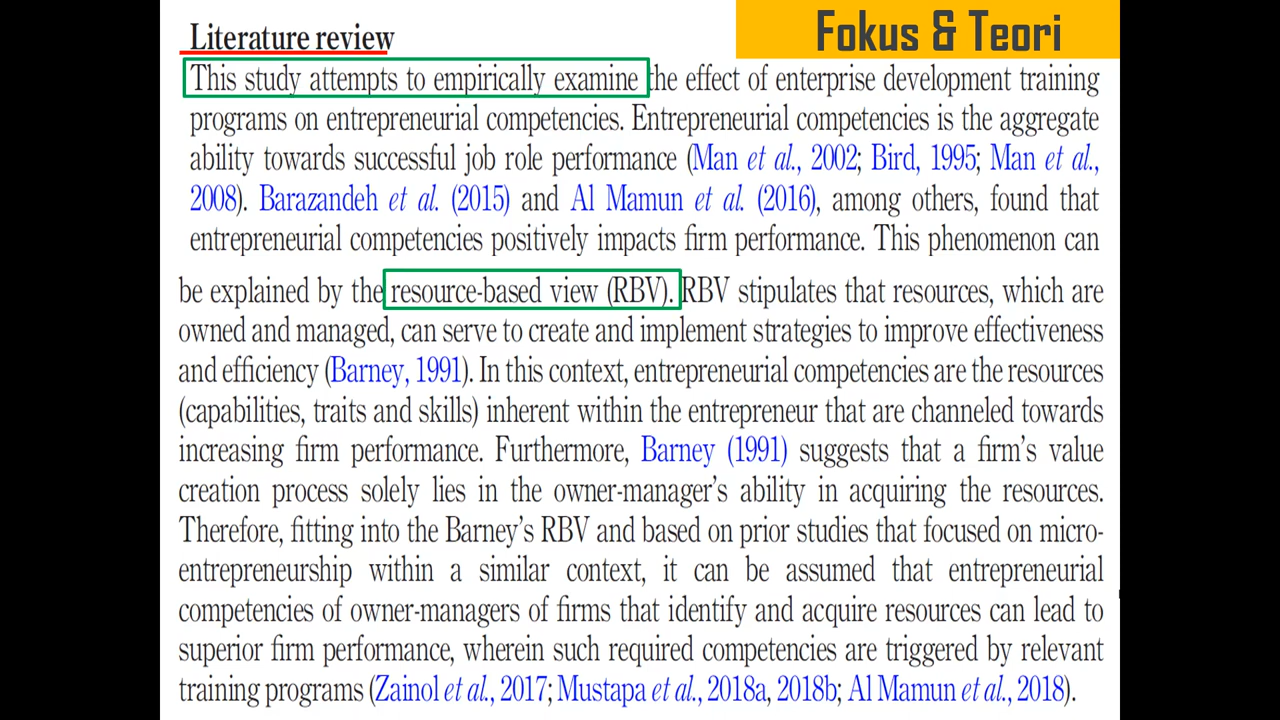 Literature review
Fokus & Teori
This study attempts to empirically examine the effect of enterprise development training
programs on entrepreneurial competencies. Entrepreneurial competencies is the aggregate
ability towards successful job role performance (Man et al., 2002; Bird, 1995; Man et al.,
2008). Barazandeh et al. (2015) and Al Mamun et al. (2016), among others, found that
entrepreneurial competencies positively impacts firm performance. This phenomenon can
be explained by the resource-based view (RBV). RBV stipulates that resources, which are
owned and managed, can serve to create and implement strategies to improve effectiveness
and efficiency (Barney, 1991). In this context, entrepreneurial competencies are the resources
(capabilities, traits and skills) inherent within the entrepreneur that are channeled towards
increasing firm performance. Furthermore, Barney (1991) suggests that a firm's value
creation process solely lies in the owner-manager's ability in acquiring the resources.
Therefore, fitting into the Barney's RBV and based on prior studies that focused on micro-
entrepreneurship within a similar context, it can be assumed that entrepreneurial
competencies of owner-managers of firms that identify and acquire resources can lead to
superior firm performance, wherein such required competencies are triggered by relevant
training programs (Zainol et al., 2017; Mustapa et al., 2018a, 2018b; Al Mamun et al., 2018).